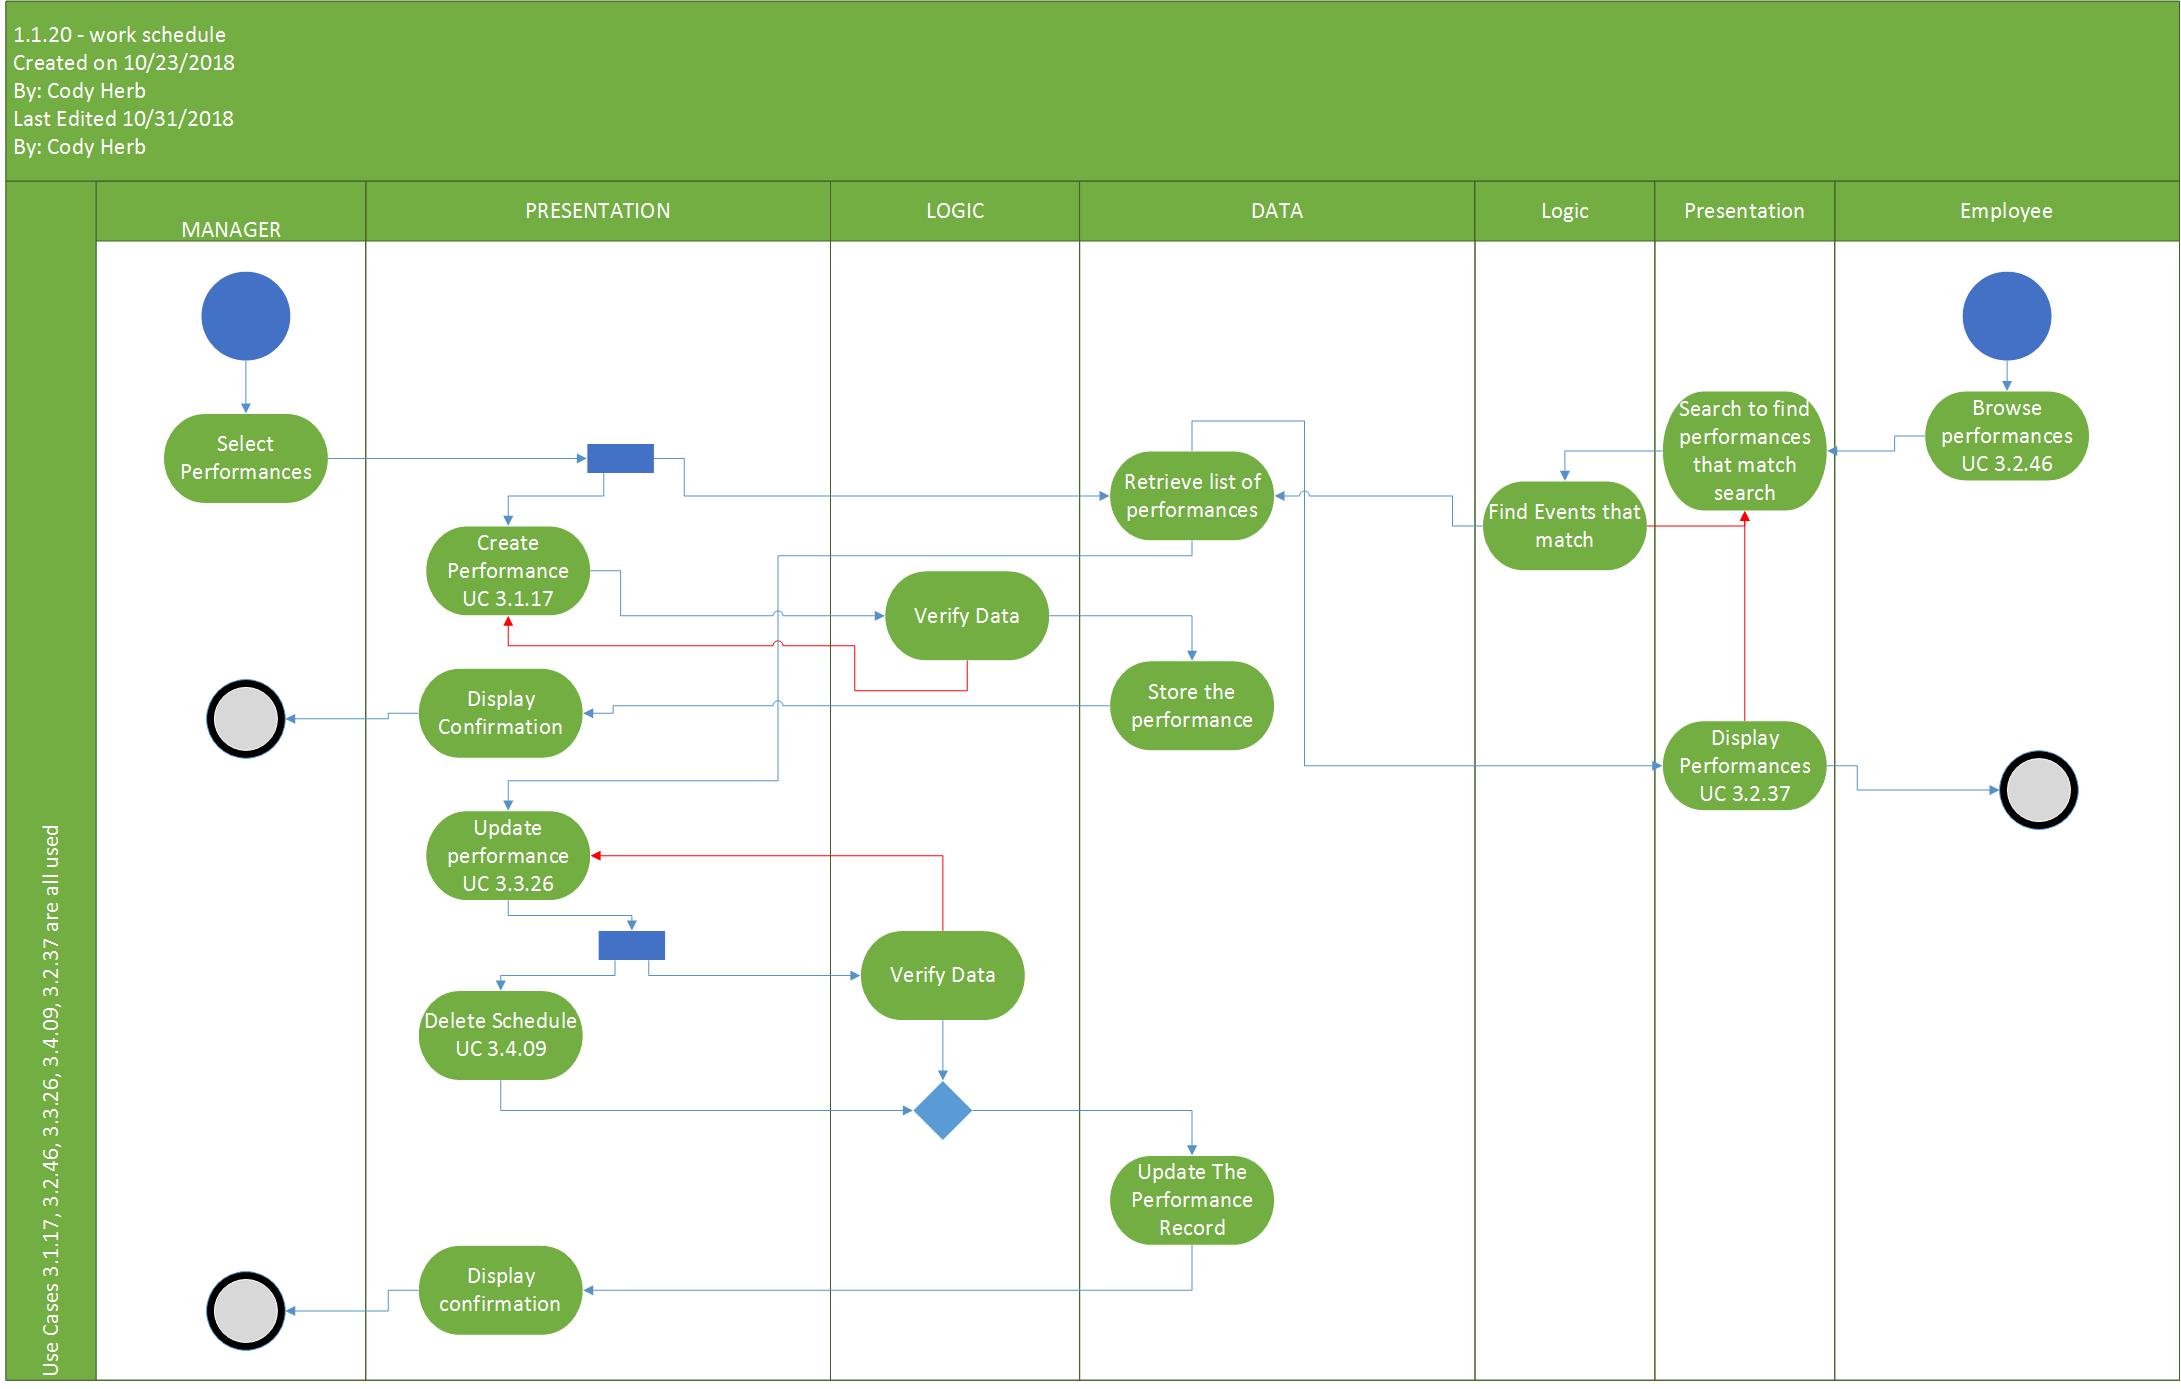 1.1.20 - work schedule
Created on 10/23/2018
By: Cody Herb
Last Edited 10/31/2018
By: Cody Herb
MANAGER
PRESENTATION
LOGIC
DATA
Logic
Presentation
Employee
Select
Performances
Create
Performance
UC 3.1.17
Verify Data
Retrieve list of
performances
Find Events that
match
Search to find
performances
that match
search
Browse
performances
UC 3.2.46
Display
Confirmation
Store the
performance
Display
Performances
UC 3.2.37
Update
performance
UC 3.3.26
Verify Data
Delete Schedule
UC 3.4.09
Update The
Performance
Record
Display
confirmation
Use Cases 3.1.17, 3.2.46, 3.3.26, 3.4.09, 3.2.37 are all used